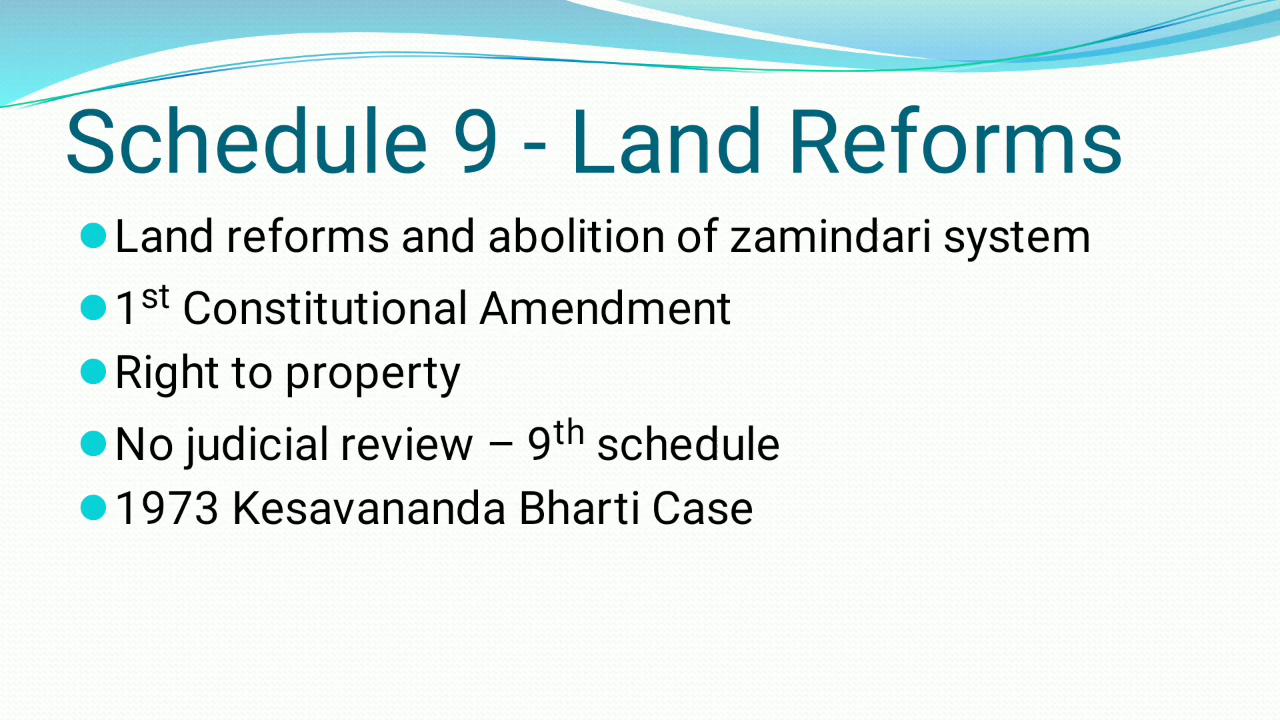 Schedule 9 - Land Reforms
Land reforms and abolition of zamindari system
1st Constitutional Amendment
Right to property
No judicial review – 9th schedule
1973 Kesavananda Bharti Case